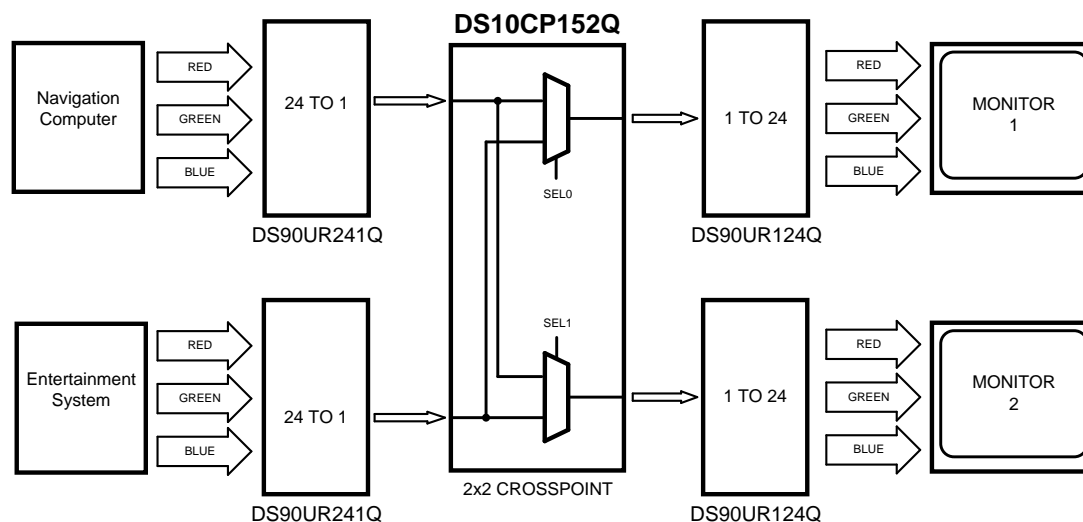 DS10CP152Q
Navigation
Computer
RED
GREEN
BLUE
24 TO 1
DS90UR241Q
SEL0
1 TO 24
DS90UR124Q
RED
GREEN
BLUE
MONITOR
1
Entertainment
System
RED
GREEN
BLUE
24 TO 1
DS90UR241Q
SEL1
2x2 CROSSPOINT
1 TO 24
DS90UR124Q
RED
GREEN
BLUE
MONITOR
2